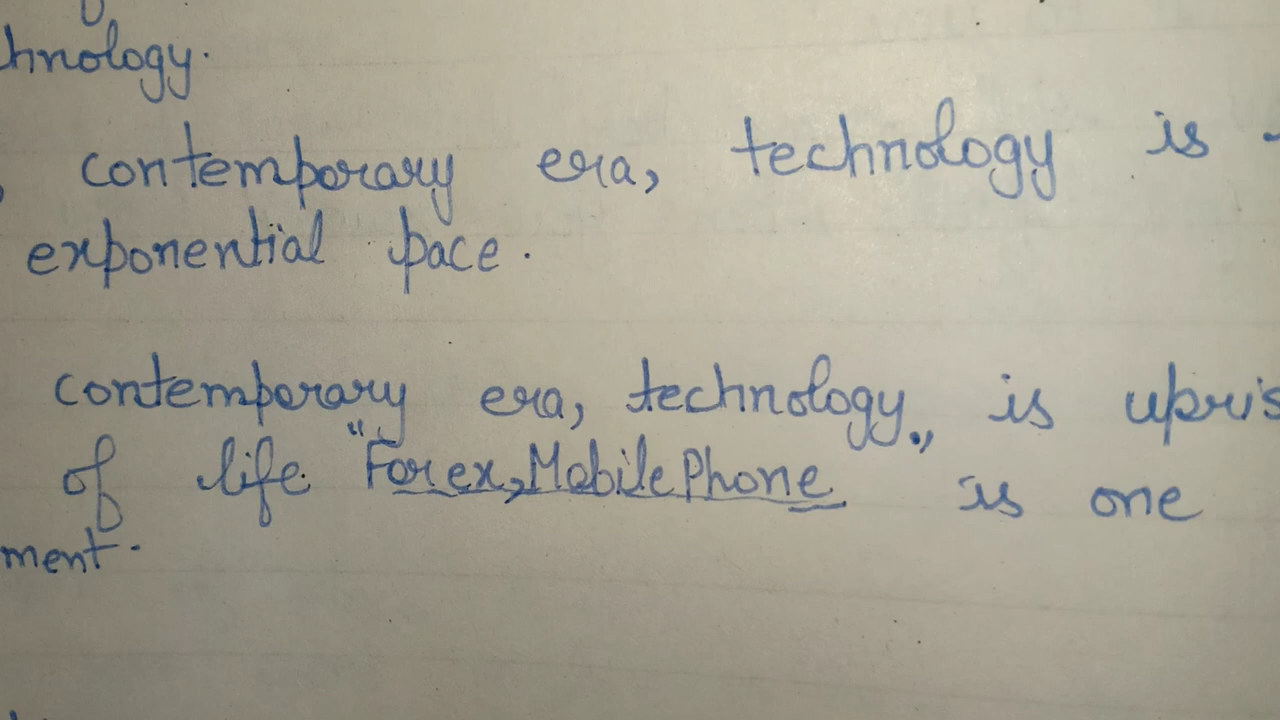 hnology.
, contemporary era, technology is -
exponential pace.
contemporary era, technology., is upris
of life. "Forex, Mobile Phone is one
ment.